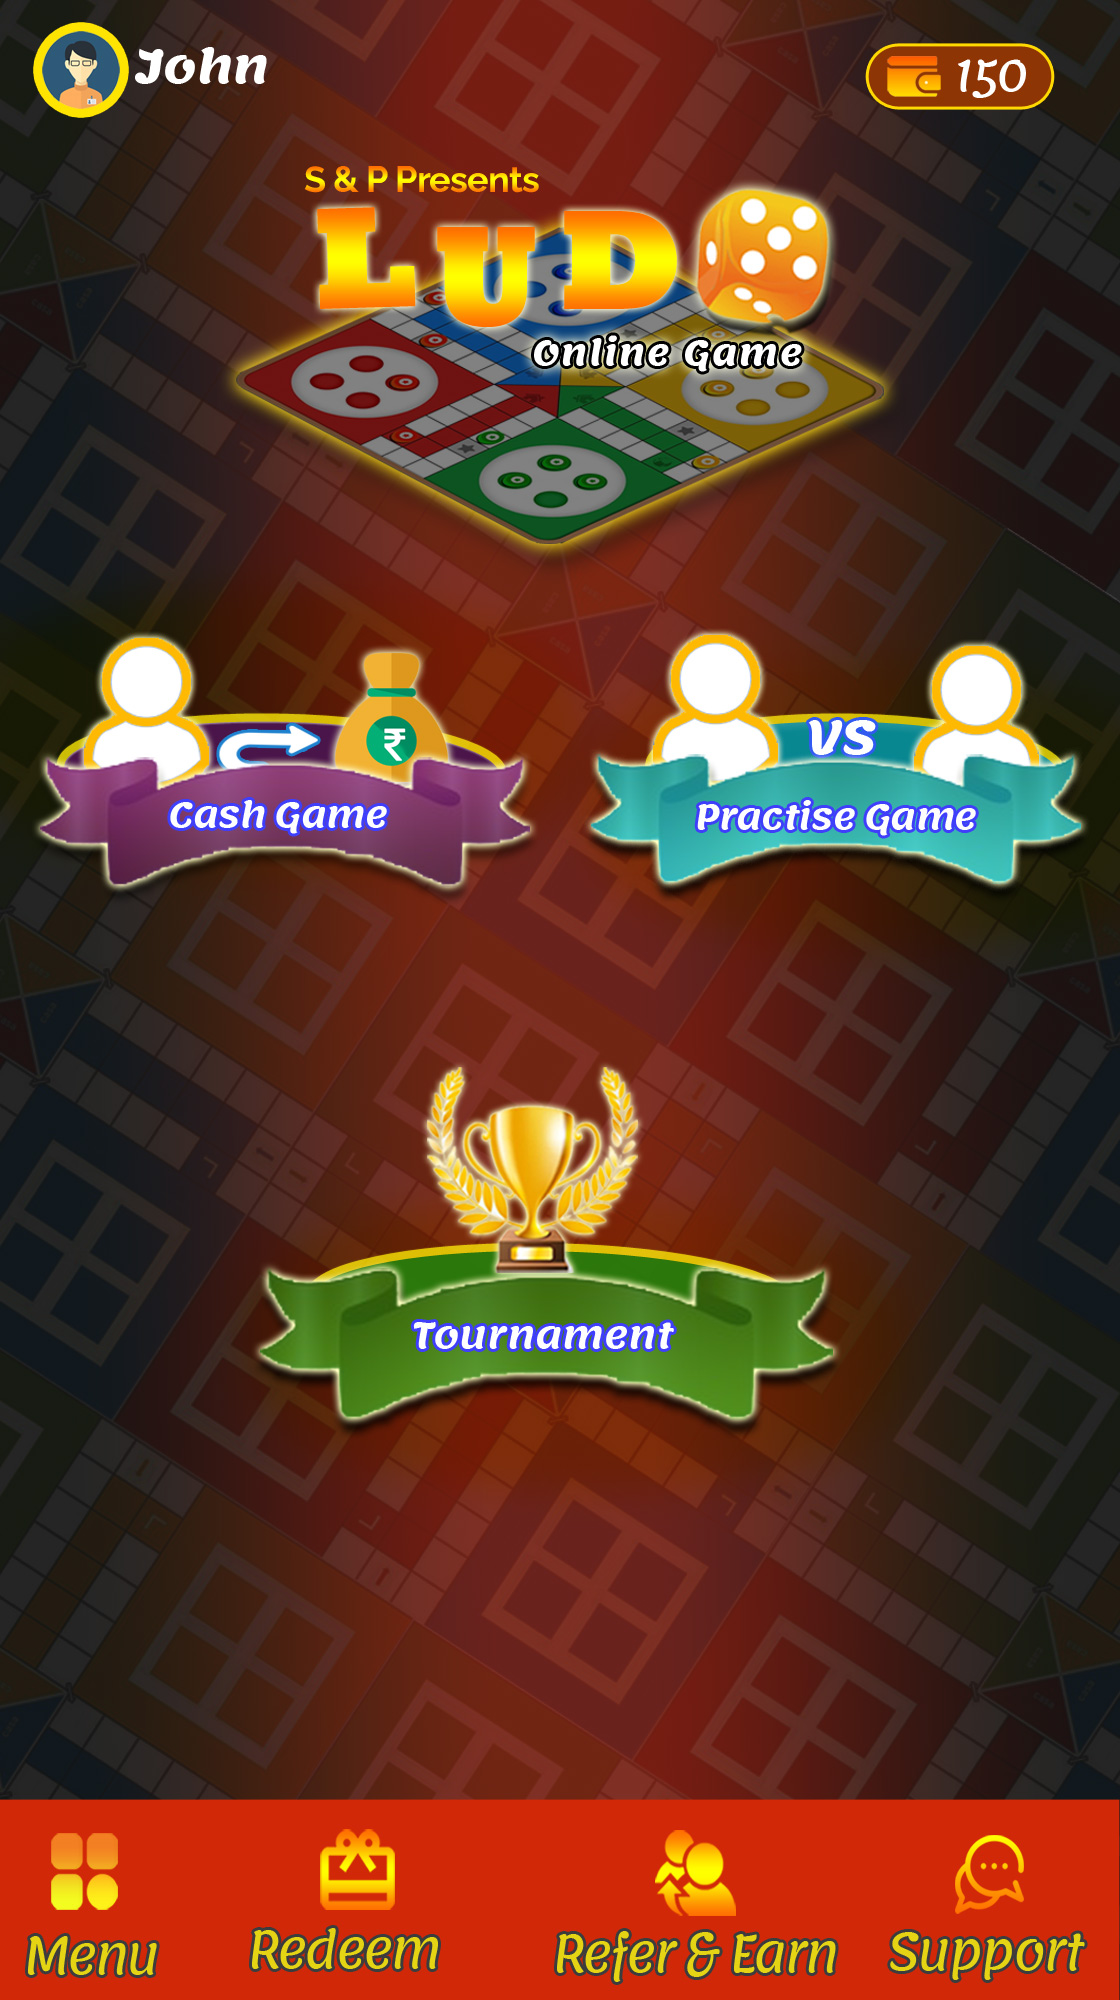 John
150
S & P Presents
LUDO
Online Game
₹
VS
Cash Game
Practise Game
Tournament
Menu
Redeem
Refer & Earn
Support